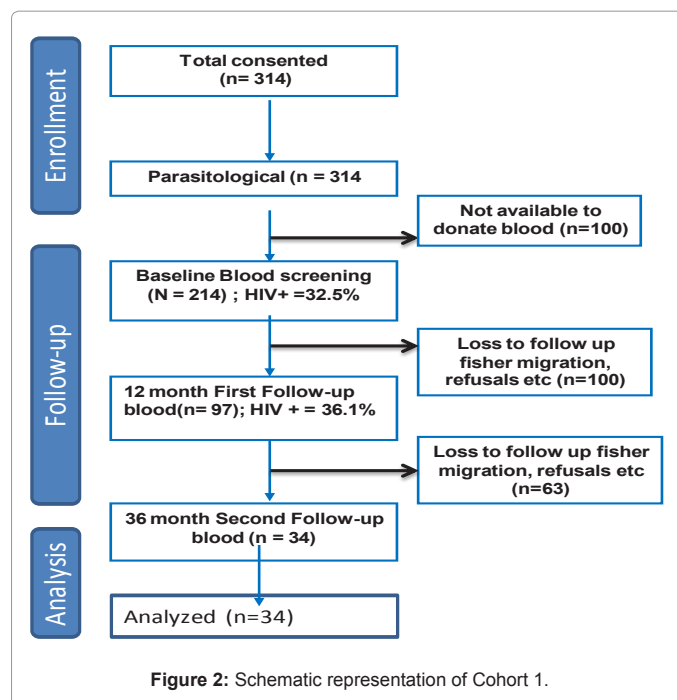 Enrollment
Total consented
(n= 314)
Parasitological (n = 314
Not available to
donate blood (n=100)
Follow-up
Baseline Blood screening
(N = 214) ; HIV+ =32.5%
Loss to follow up
fisher migration,
refusals etc (n=100)
12 month First Follow-up
blood(n= 97); HIV + = 36.1%
Loss to follow up fisher
migration, refusals etc
(n=63)
36 month Second Follow-up
blood (n = 34)
Analysis
Analyzed (n=34)
Figure 2: Schematic representation of Cohort 1.